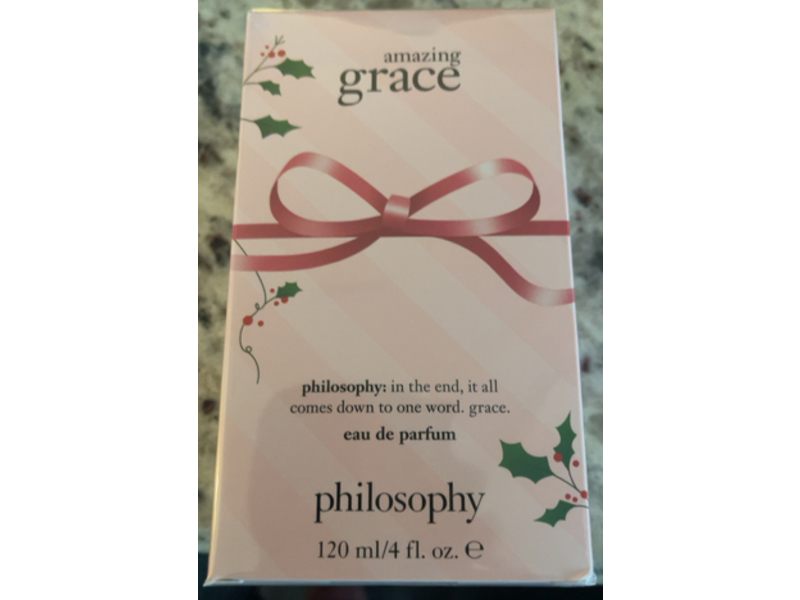 amazing
grace
philosophy: in the end, it all
comes down to one word. grace.
eau de parfum
philosophy
120 ml/4 fl. oz. ℮